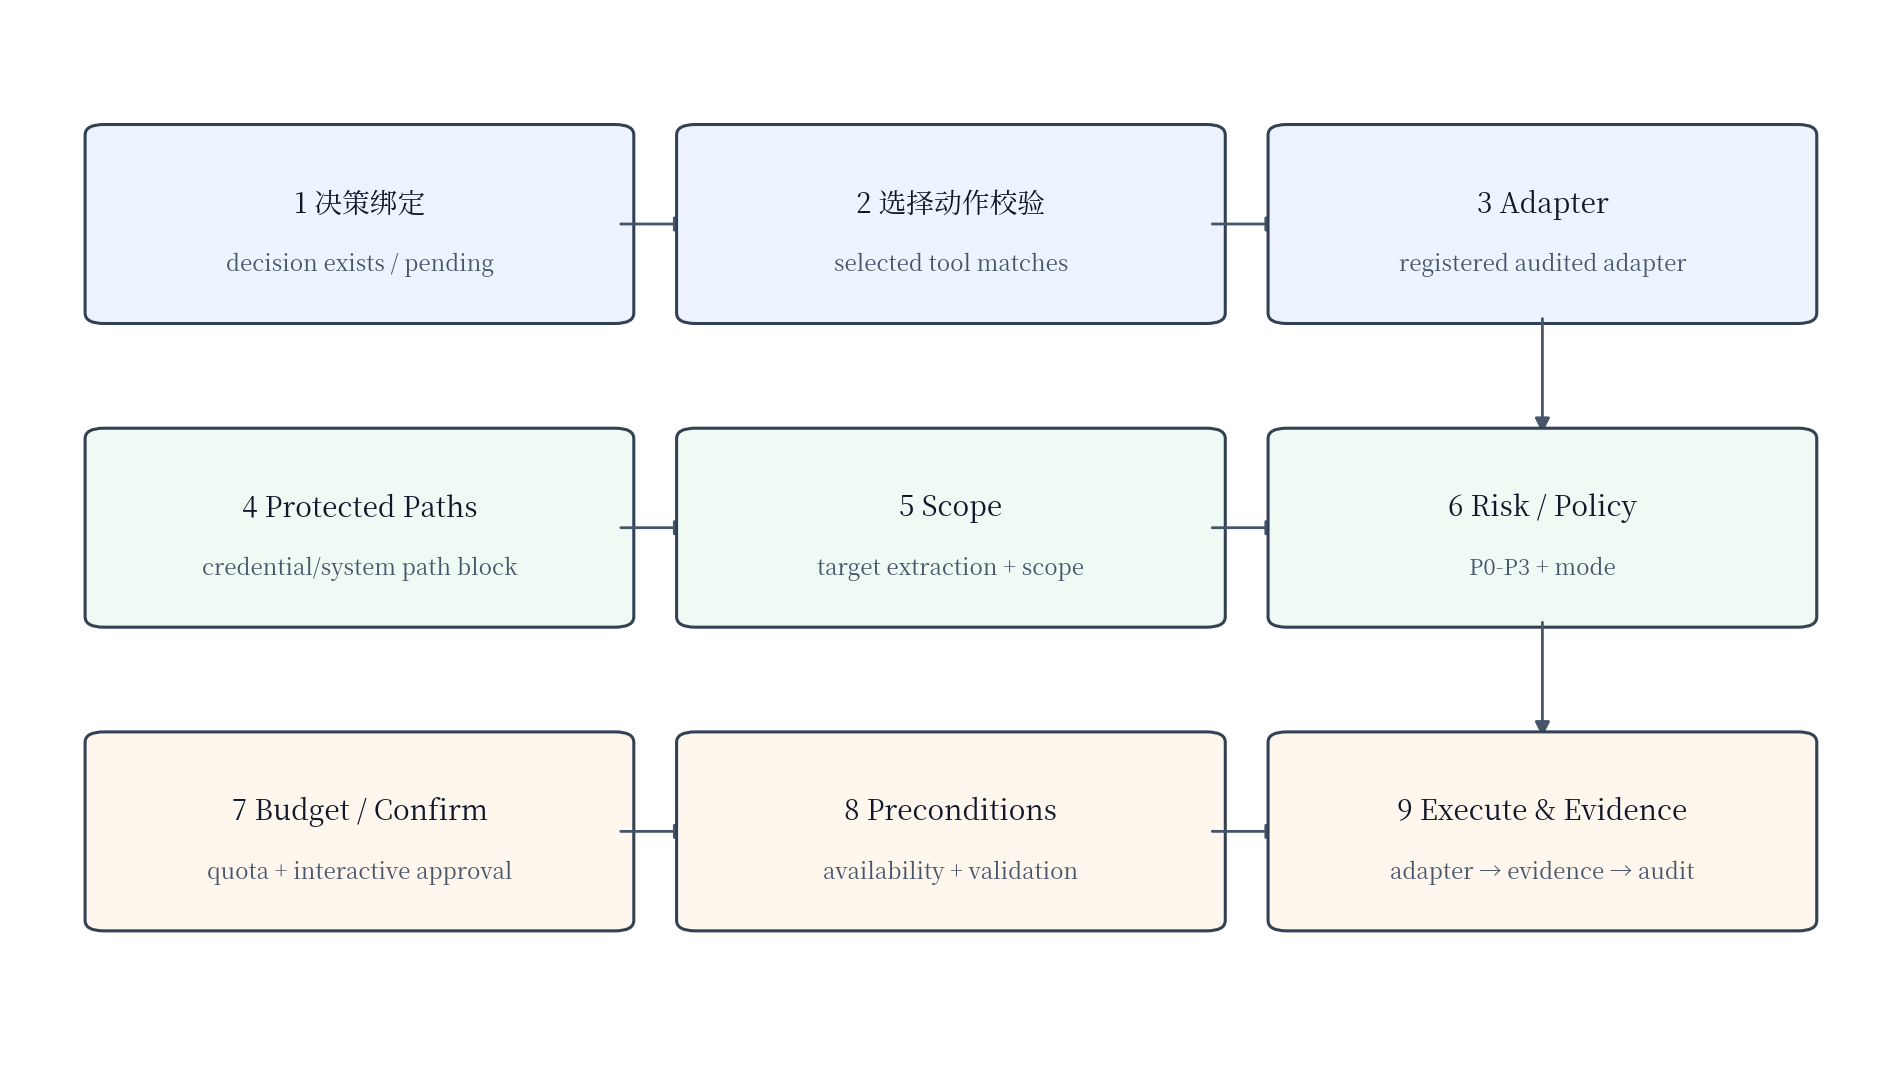 1 决策绑定
decision exists / pending
2 选择动作校验
selected tool matches
3 Adapter
registered audited adapter
4 Protected Paths
credential/system path block
5 Scope
target extraction + scope
6 Risk / Policy
P0-P3 + mode
7 Budget / Confirm
quota + interactive approval
8 Preconditions
availability + validation
9 Execute & Evidence
adapter → evidence → audit